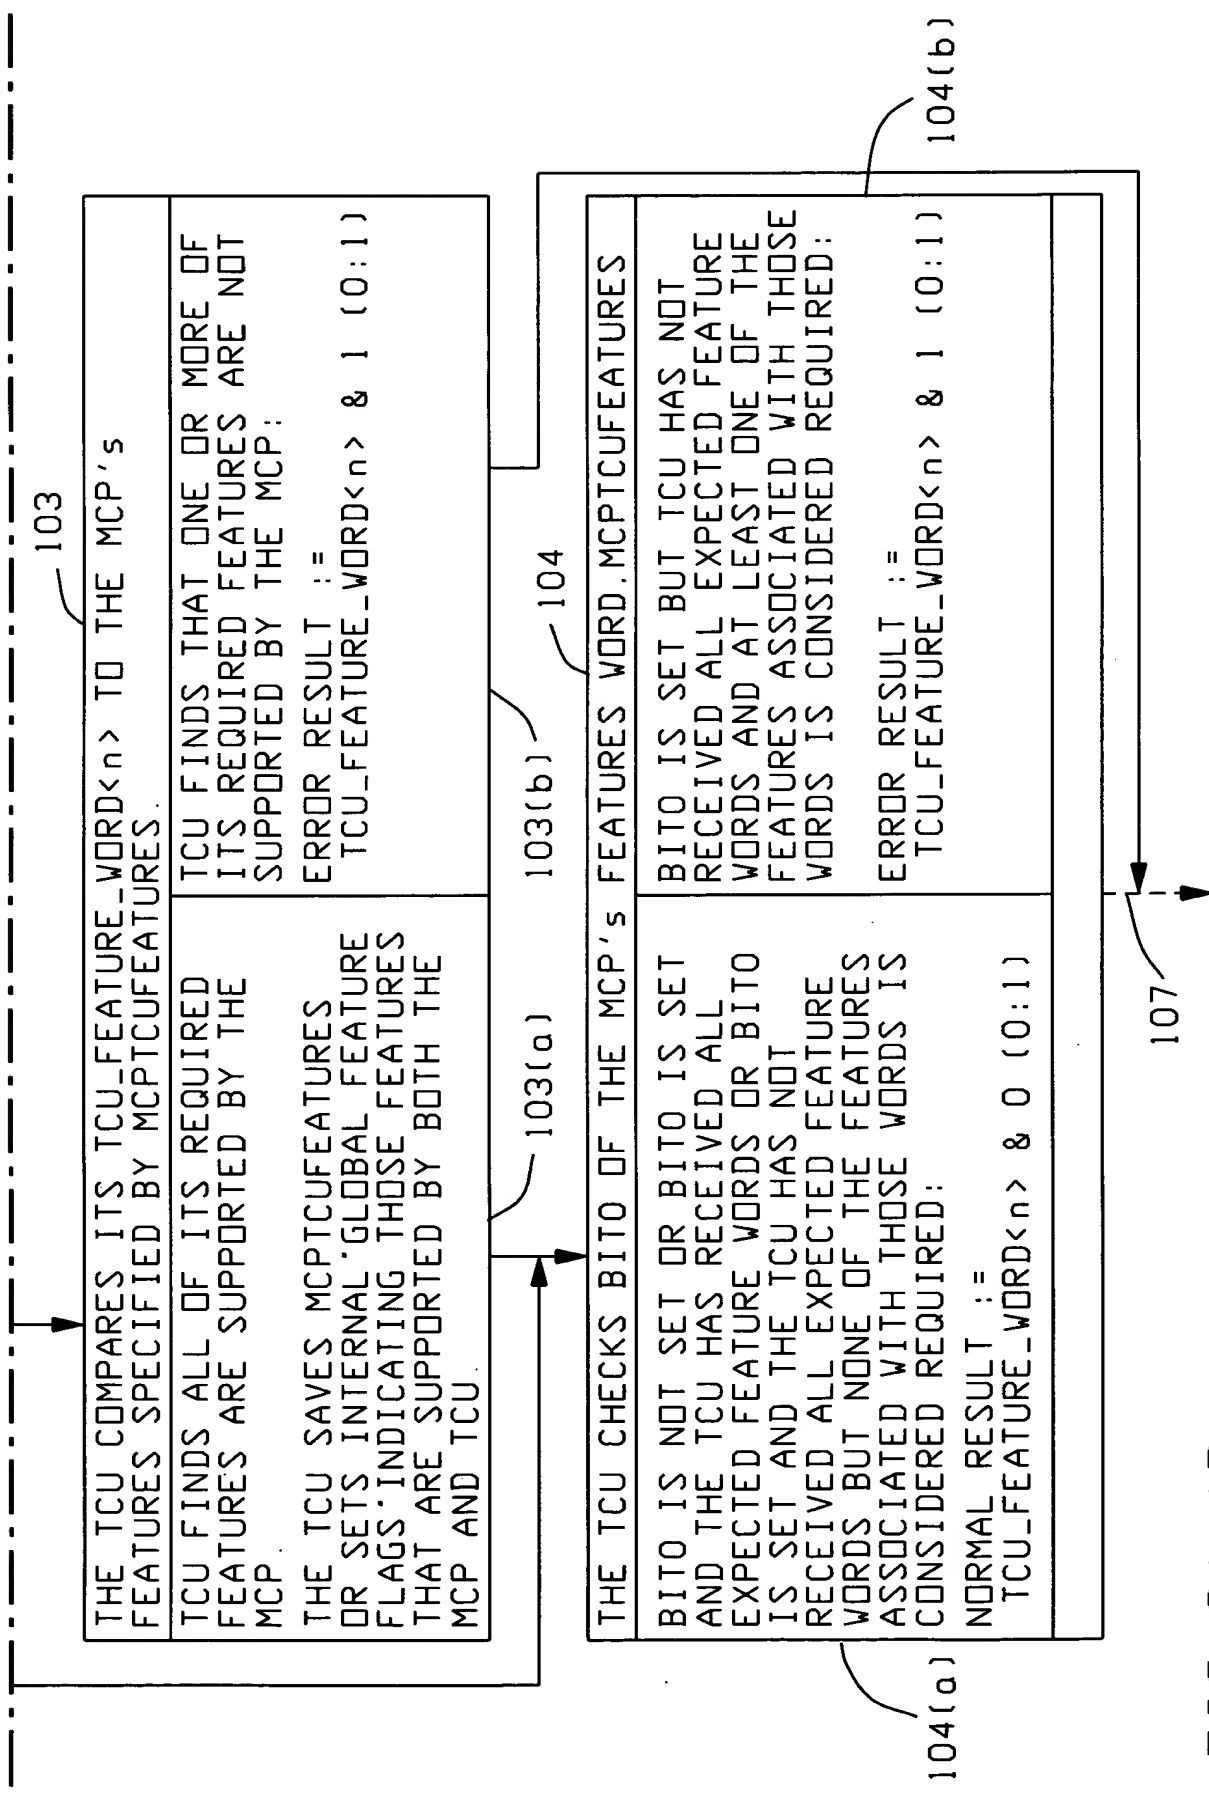 103
THE TCU COMPARES ITS TCU_FEATURE_WORD<n> TO THE MCP's
FEATURES SPECIFIED BY MCPTCUFEATURES.
TCU FINDS ALL OF ITS REQUIRED
FEATURES ARE SUPPORTED BY THE
MCP.
THE TCU SAVES MCPTCUFEATURES
OR SETS INTERNAL 'GLOBAL FEATURE
FLAGS' INDICATING THOSE FEATURES
THAT ARE SUPPORTED BY BOTH THE
MCP AND TCU
TCU FINDS THAT ONE OR MORE OF
ITS REQUIRED FEATURES ARE NOT
SUPPORTED BY THE MCP:
ERROR RESULT :=
TCU_FEATURE_WORD<n> & 1 (0:1)
103(a)
103(b)
104
THE TCU CHECKS BIT0 OF THE MCP's FEATURES WORD.MCPTCUFEATURES
BIT0 IS NOT SET OR BIT0 IS SET
AND THE TCU HAS RECEIVED ALL
EXPECTED FEATURE WORDS OR BIT0
IS SET AND THE TCU HAS NOT
RECEIVED ALL EXPECTED FEATURE
WORDS BUT NONE OF THE FEATURES
ASSOCIATED WITH THOSE WORDS IS
CONSIDERED REQUIRED:
NORMAL RESULT :=
TCU_FEATURE_WORD<n> & 0 (0:1)
BIT0 IS SET BUT TCU HAS NOT
RECEIVED ALL EXPECTED FEATURE
WORDS AND AT LEAST ONE OF THE
FEATURES ASSOCIATED WITH THOSE
WORDS IS CONSIDERED REQUIRED:
ERROR RESULT :=
TCU_FEATURE_WORD<n> & 1 (0:1)
104(a)
104(b)
107